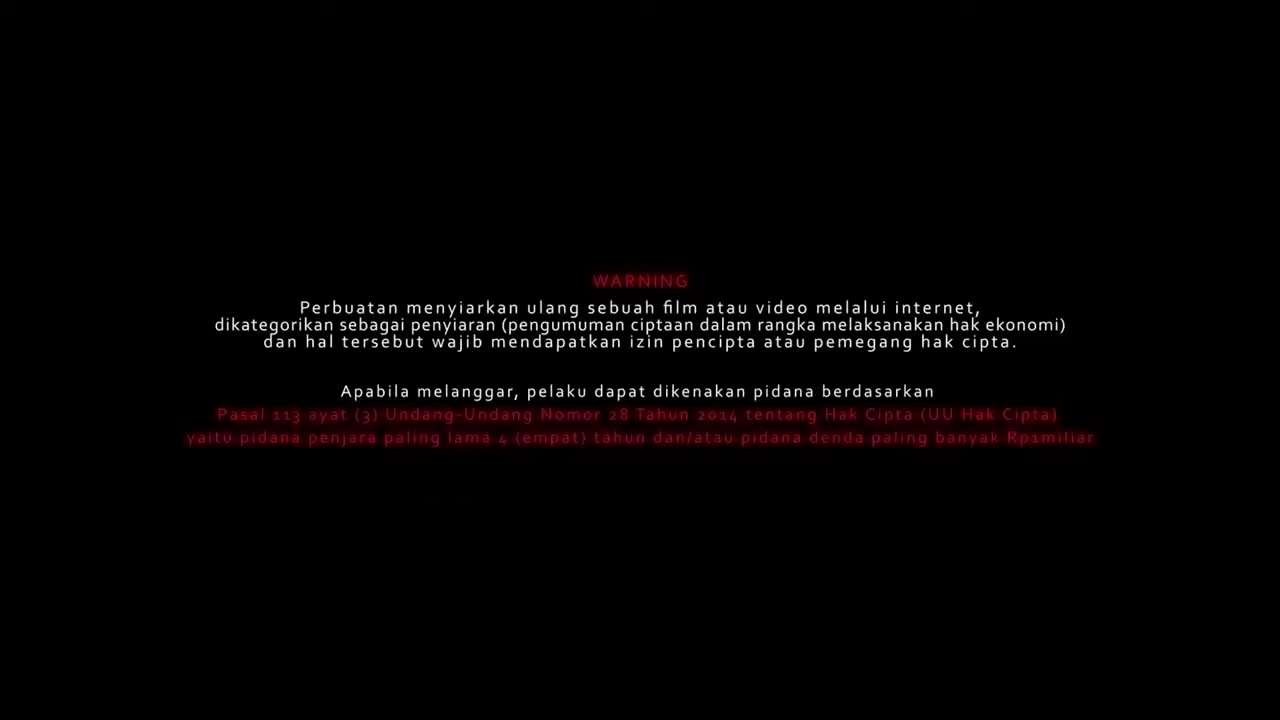 WARNING
Perbuatan menyiarkan ulang sebuah film atau video melalui internet,
dikategorikan sebagai penyiaran (pengumuman ciptaan dalam rangka melaksanakan hak ekonomi)
dan hal tersebut wajib mendapatkan izin pencipta atau pemegang hak cipta.
Apabila melanggar, pelaku dapat dikenakan pidana berdasarkan
Pasal 113 ayat (3) Undang-Undang Nomor 28 Tahun 2014 tentang Hak Cipta (UU Hak Cipta)
yaitu pidana penjara paling lama 4 (empat) tahun dan/atau pidana denda paling banyak Rp1miliar